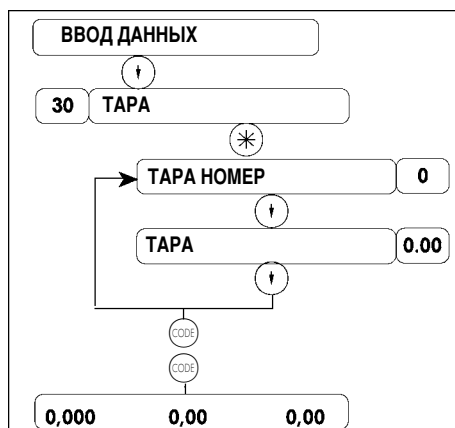 ВВОД ДАННЫХ
30 ТАРА
ТАРА НОМЕР 0
ТАРА 0.00
CODE
CODE
0,000 0,00 0,00